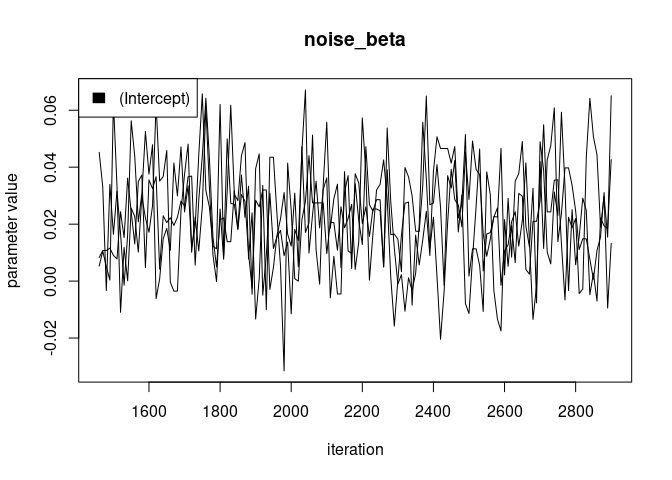 noise_beta
(Intercept)
parameter value
0.06
0.04
0.02
0.00
-0.02
1600 1800 2000 2200 2400 2600 2800
iteration